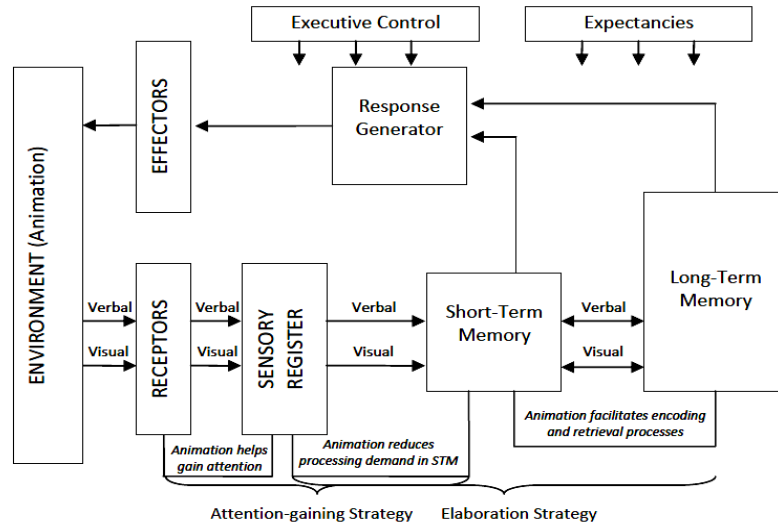 Executive Control
Expectancies
ENVIRONMENT (Animation)
EFFECTORS
Response
Generator
RECEPTORS
SENSORY
REGISTER
Short-Term
Memory
Long-Term
Memory
Verbal
Verbal
Verbal
Verbal
Visual
Visual
Visual
Visual
Animation helps
gain attention
Animation reduces
processing demand in STM
Animation facilitates encoding
and retrieval processes
Attention-gaining Strategy
Elaboration Strategy